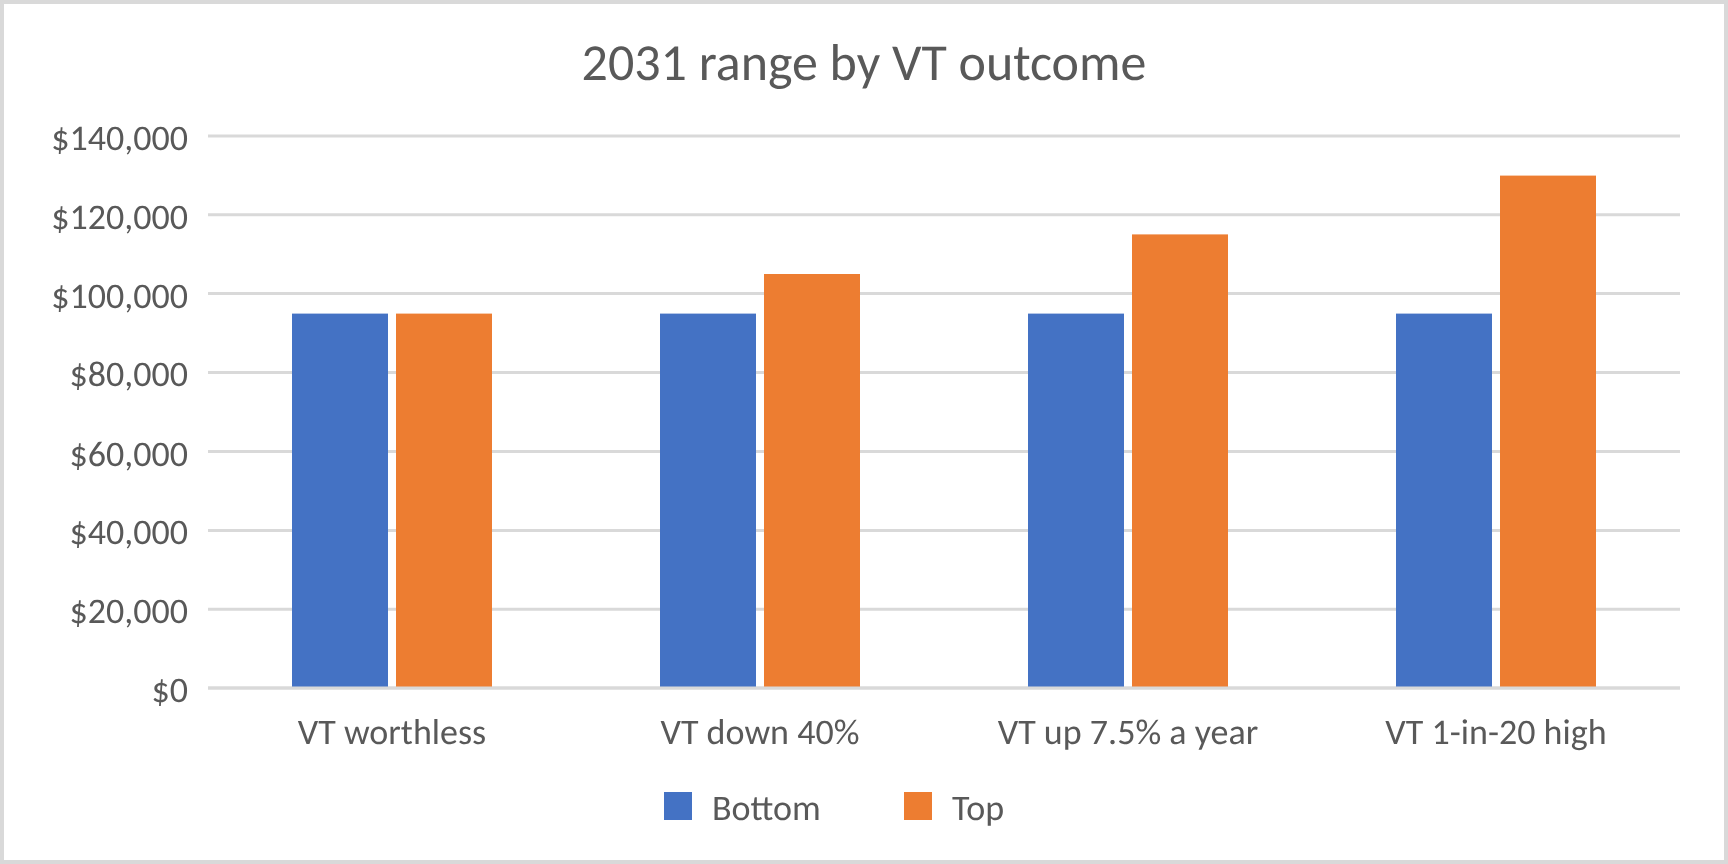 2031 range by VT outcome
$140,000
$120,000
$100,000
$80,000
$60,000
$40,000
$20,000
$0
VT worthless
VT down 40%
VT up 7.5% a year
VT 1-in-20 high
Bottom
Top